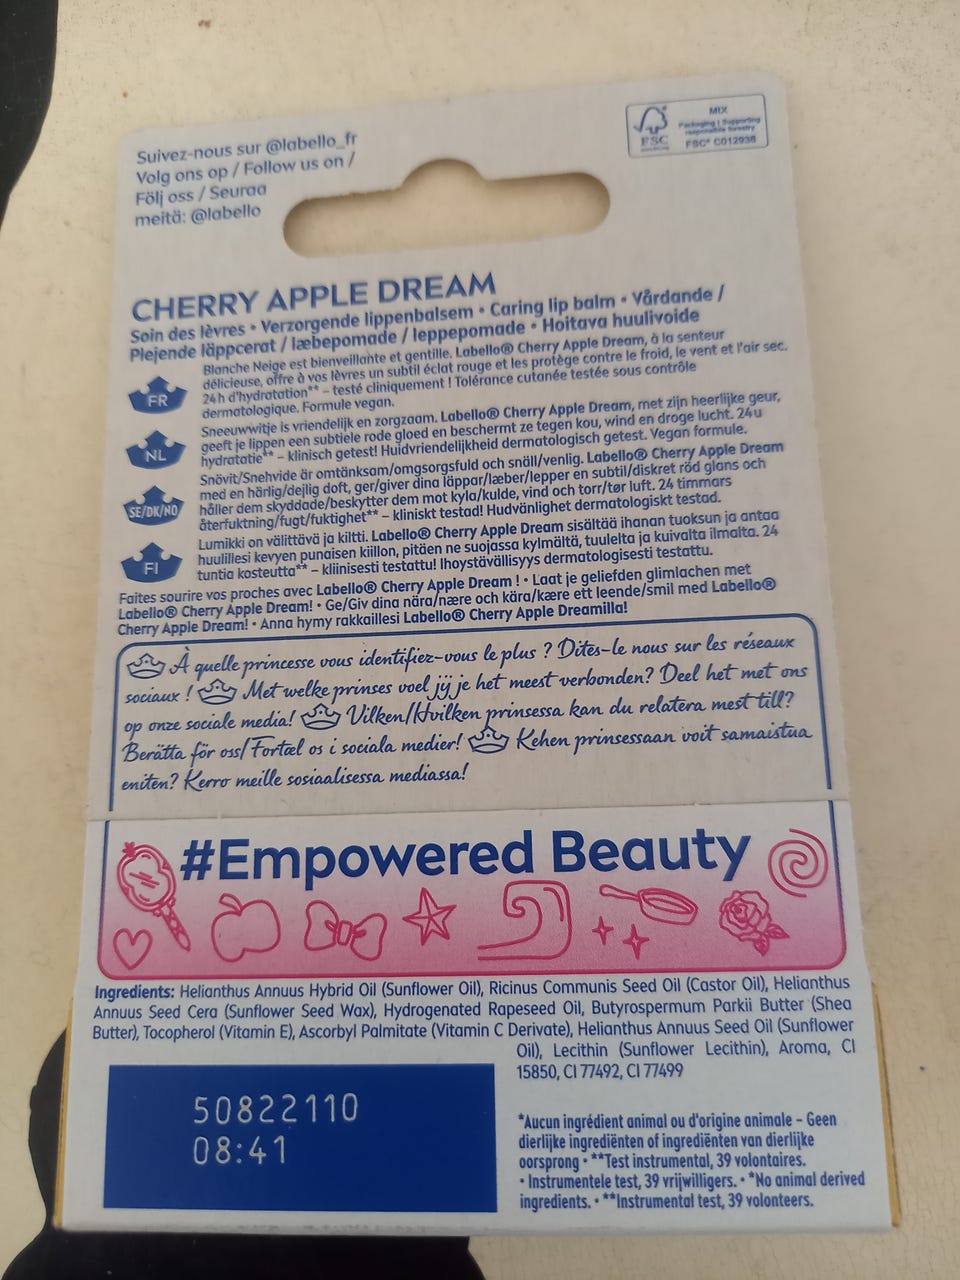 Suivez-nous sur @labello_fr
Volg ons op / Follow us on /
Följ oss / Seuraa
meitä: @labello
FSC
MIX
Packaging | Supporting
responsible forestry
FSC® C012938
CHERRY APPLE DREAM
Soin des lèvres • Verzorgende lippenbalsem • Caring lip balm • Vårdande /
Plejende läppcerat / læbepomade / leppepomade • Hoitava huulivoide
FR
Blanche Neige est bienveillante et gentille. Labello® Cherry Apple Dream, à la senteur
délicieuse, offre à vos lèvres un subtil éclat rouge et les protège contre le froid, le vent et l'air sec.
24h d'hydratation** – testé cliniquement ! Tolérance cutanée testée sous contrôle
dermatologique. Formule vegan.
NL
Sneeuwwitje is vriendelijk en zorgzaam. Labello® Cherry Apple Dream, met zijn heerlijke geur,
geeft je lippen een subtiele rode gloed en beschermt ze tegen kou, wind en droge lucht. 24u
hydratatie** – klinisch getest! Huidvriendelijkheid dermatologisch getest. Vegan formule.
SE/DK/NO
Snövit/Snehvide är omtänksam/omgsorgsfuld och snäll/venlig. Labello® Cherry Apple Dream
med en härlig/dejlig doft, ger/giver dina läppar/læber/lepper en subtil/diskret röd glans och
håller dem skyddade/beskytter dem mot kyla/kulde, vind och torr/tør luft. 24 timmars
återfuktning/fugt/fuktighet** – kliniskt testad! Hudvänlighet dermatologiskt testad.
FI
Lumikki on välittävä ja kiltti. Labello® Cherry Apple Dream sisältää ihanan tuoksun ja antaa
huulillesi kevyen punaisen kiillon, pitäen ne suojassa kylmältä, tuulelta ja kuivalta ilmalta. 24
tuntia kosteutta** – kliinisesti testattu! Ihoystävällisyys dermatologisesti testattu.
Faites sourire vos proches avec Labello® Cherry Apple Dream ! • Laat je geliefden glimlachen met
Labello® Cherry Apple Dream! • Ge/Giv dina nära/nære och kära/kære ett leende/smil med Labello®
Cherry Apple Dream! • Anna hymy rakkaillesi Labello® Cherry Apple Dreamilla!
À quelle princesse vous identifiez-vous le plus ? Dites-le nous sur les réseaux
sociaux ! Met welke prinses voel jij je het meest verbonden? Deel het met ons
op onze sociale media! Vilken/Hvilken prinsessa kan du relatera mest till?
Berätta för oss/Fortæl os i sociala medier! Kehen prinsessaan voit samaistua
eniten? Kerro meille sosiaalisessa mediassa!
#Empowered Beauty
Ingredients: Helianthus Annuus Hybrid Oil (Sunflower Oil), Ricinus Communis Seed Oil (Castor Oil), Helianthus
Annuus Seed Cera (Sunflower Seed Wax), Hydrogenated Rapeseed Oil, Butyrospermum Parkii Butter (Shea
Butter), Tocopherol (Vitamin E), Ascorbyl Palmitate (Vitamin C Derivate), Helianthus Annuus Seed Oil (Sunflower
Oil), Lecithin (Sunflower Lecithin), Aroma, CI
15850, CI 77492, CI 77499
50822110
08:41
*Aucun ingrédient animal ou d'origine animale – Geen
dierlijke ingrediënten of ingrediënten van dierlijke
oorsprong • **Test instrumental, 39 volontaires.
• Instrumentele test, 39 vrijwilligers. • *No animal derived
ingredients. • **Instrumental test, 39 volonteers.